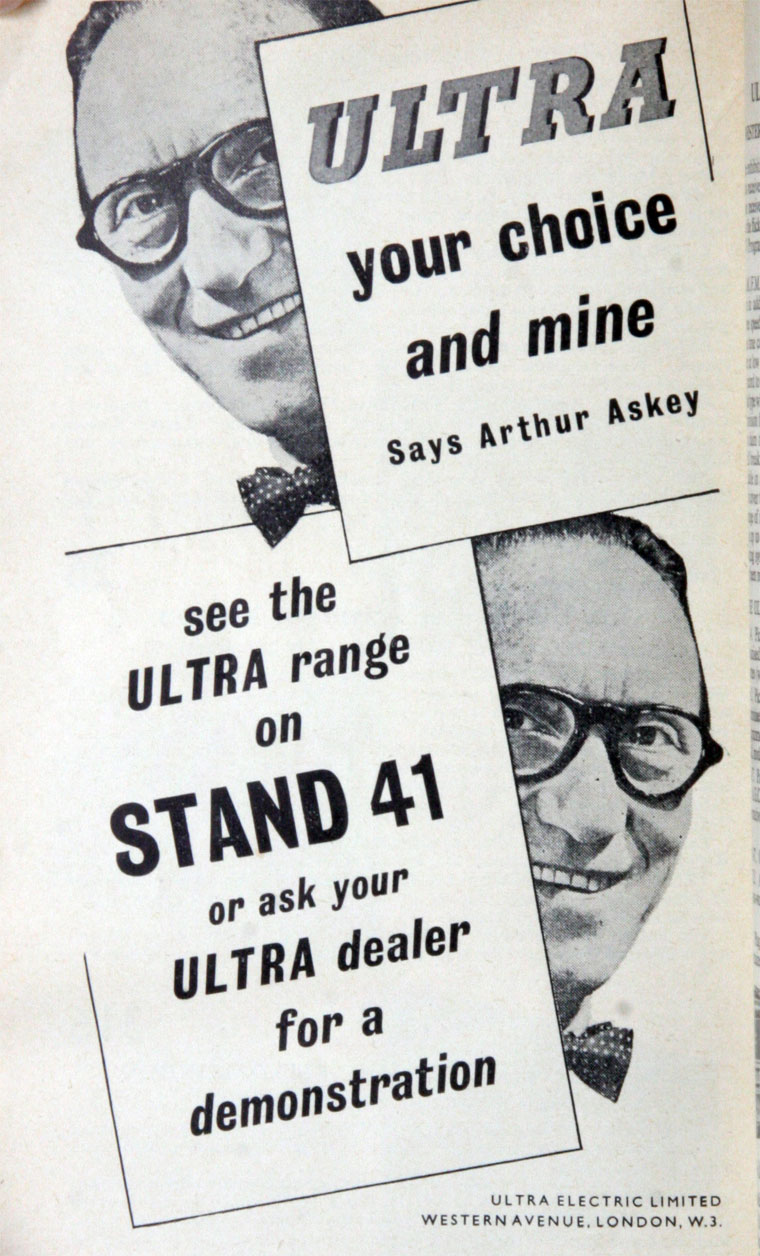 ULTRA
your choice
and mine
Says Arthur Askey
see the
ULTRA range
on
STAND 41
or ask your
ULTRA dealer
for a
demonstration
ULTRA ELECTRIC LIMITED
WESTERN AVENUE, LONDON, W.3.